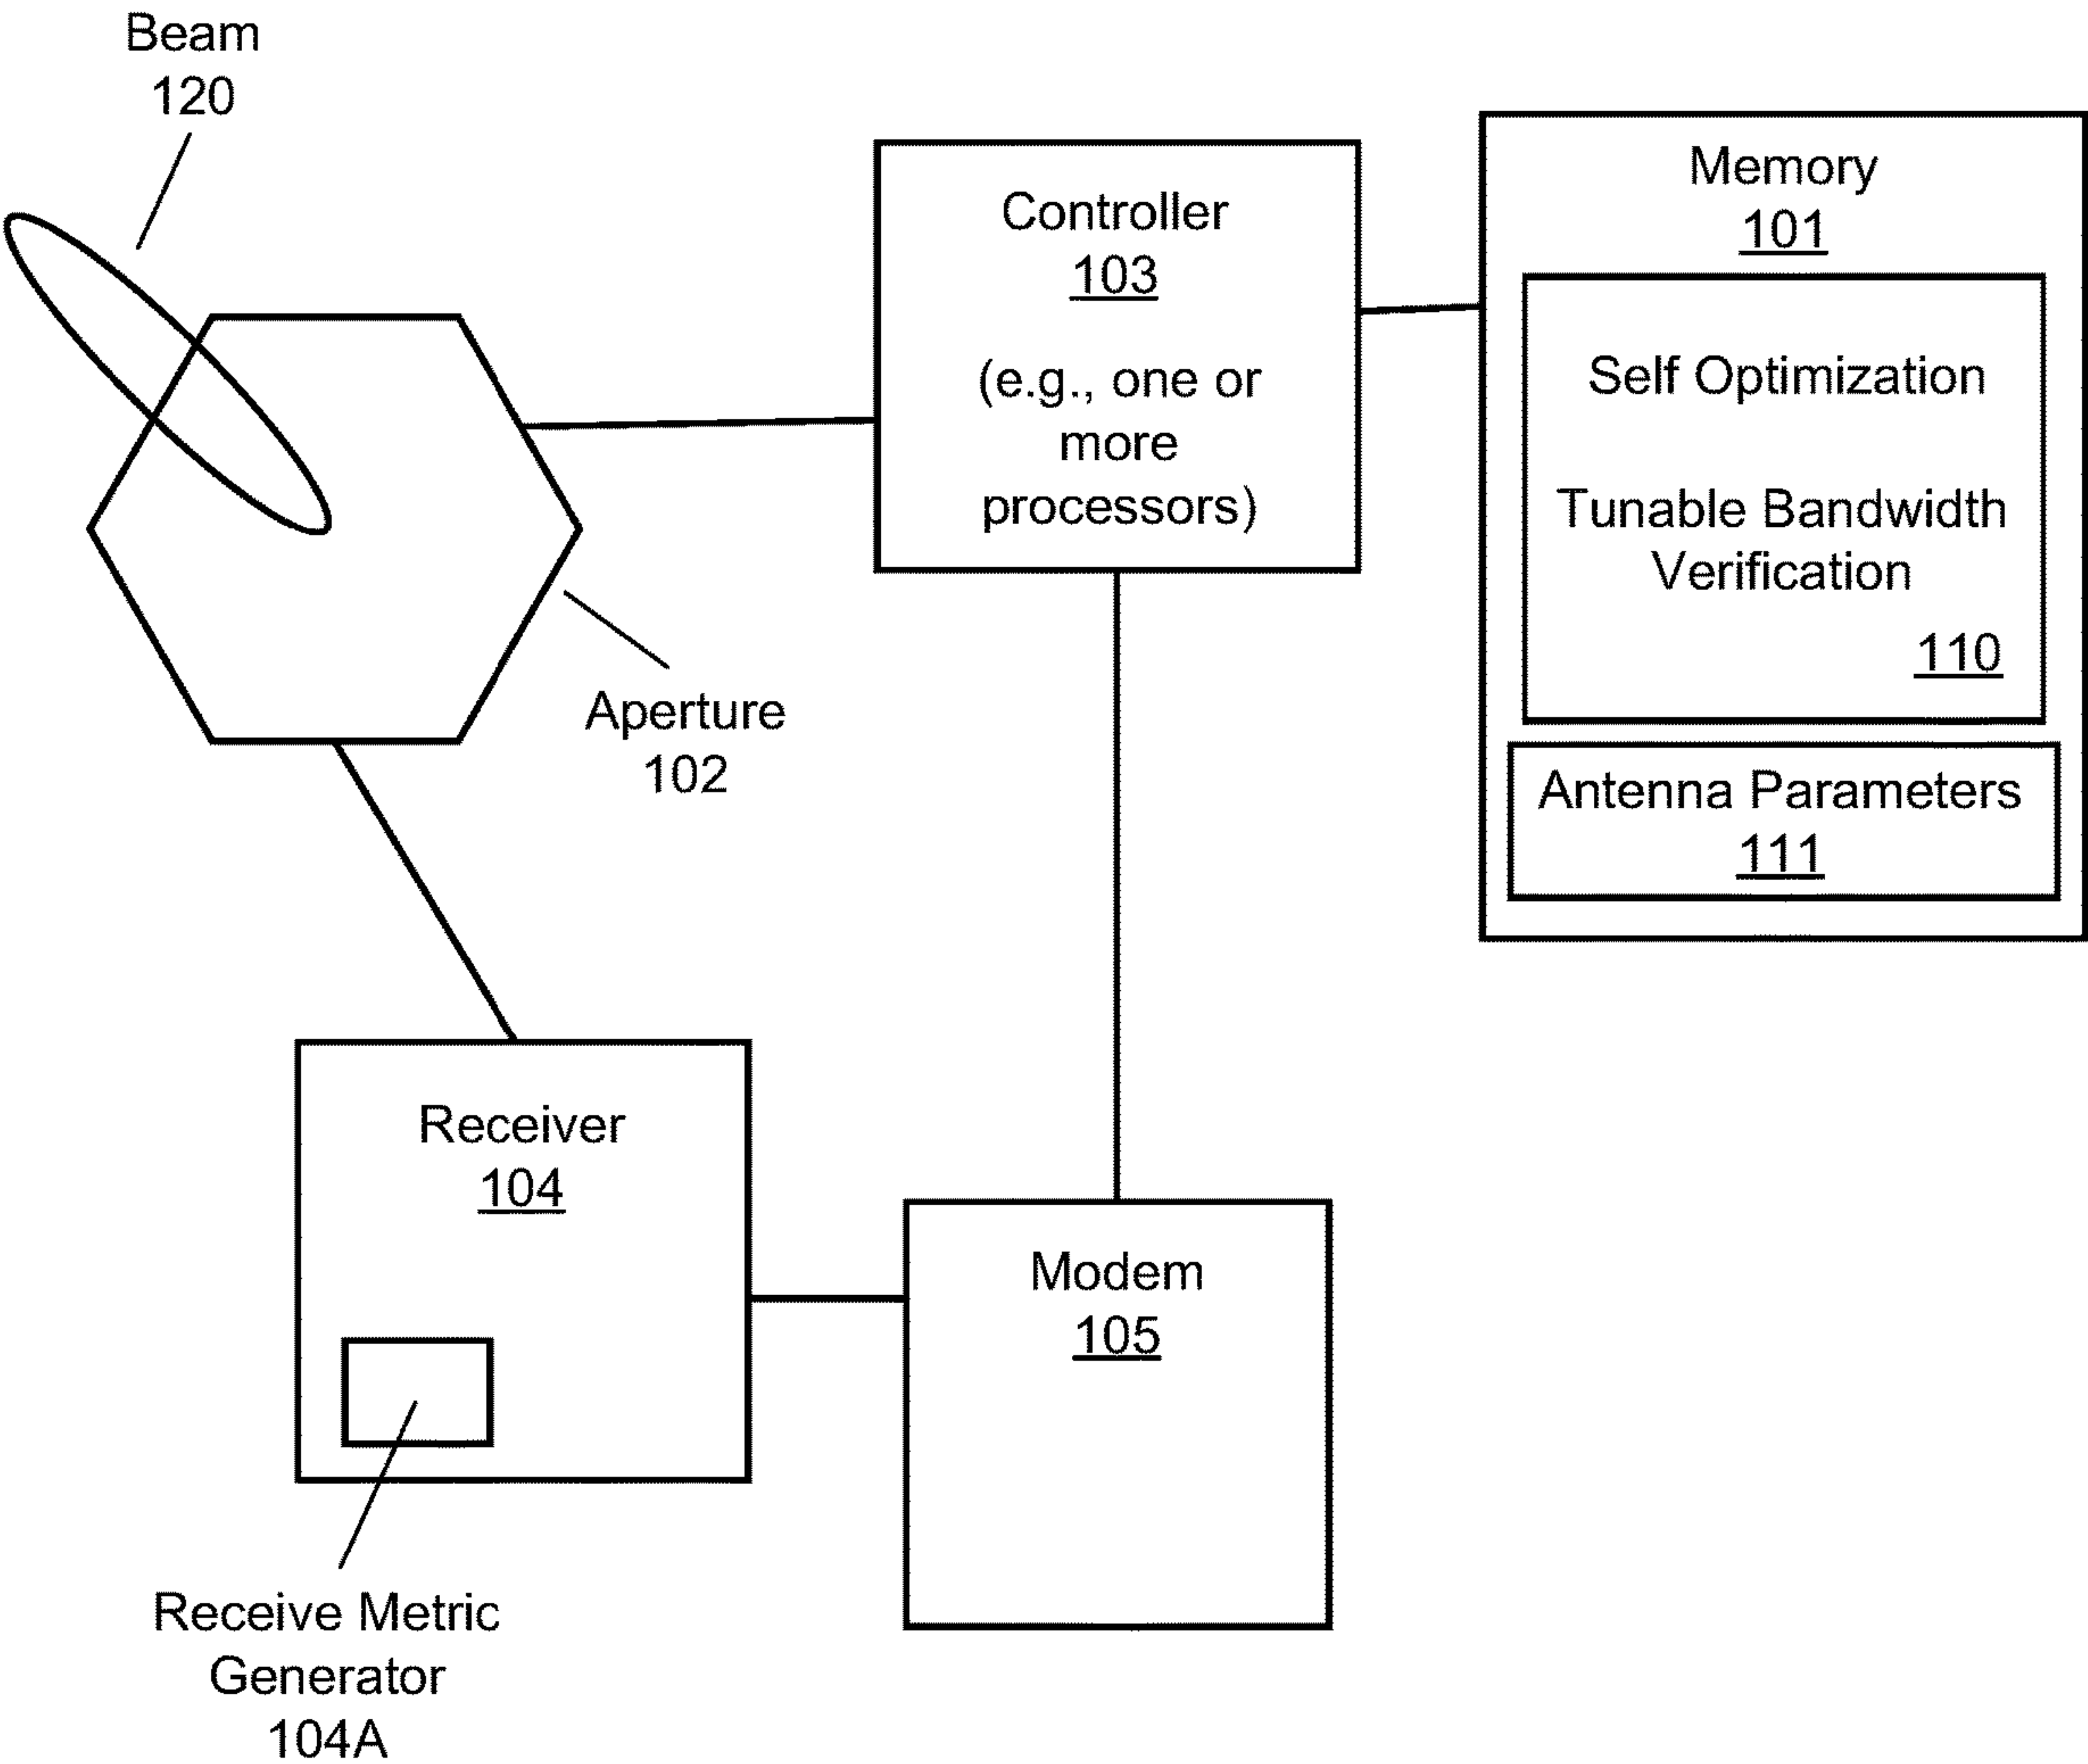 Beam
120
Controller
103
(e.g., one or
more
processors)
Memory
101
Self Optimization
Tunable Bandwidth
Verification
110
Antenna Parameters
111
Aperture
102
Receiver
104
Modem
105
Receive Metric
Generator
104A